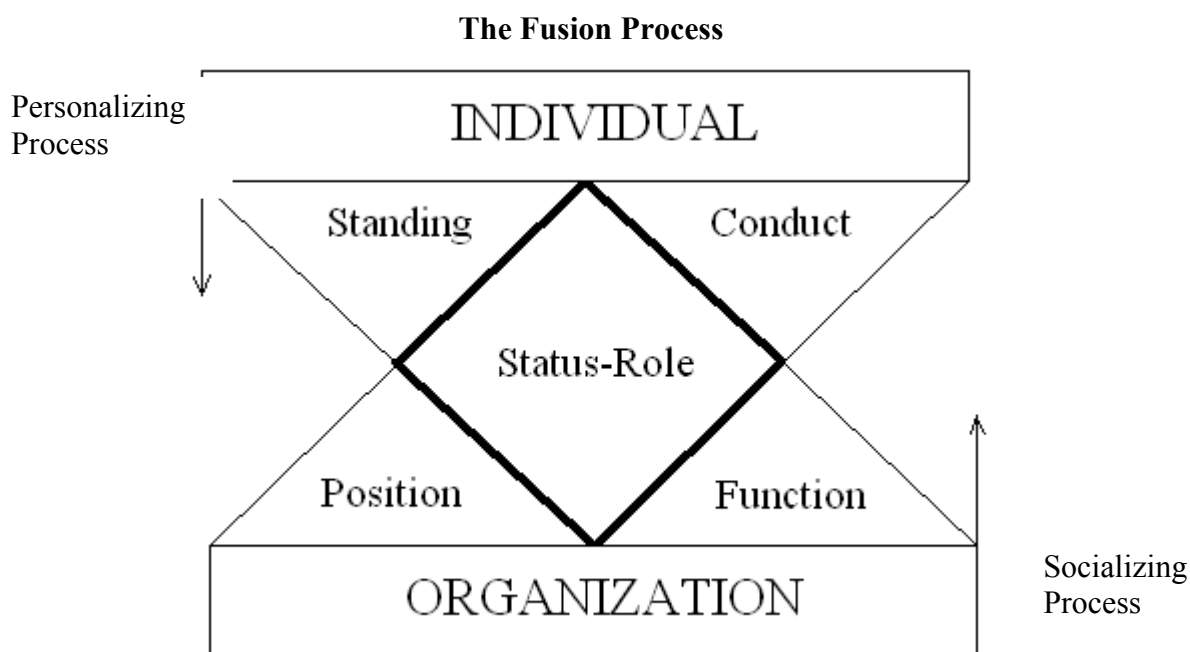 The Fusion Process
Personalizing
Process
INDIVIDUAL
Standing
Conduct
Status-Role
Position
Function
ORGANIZATION
Socializing
Process